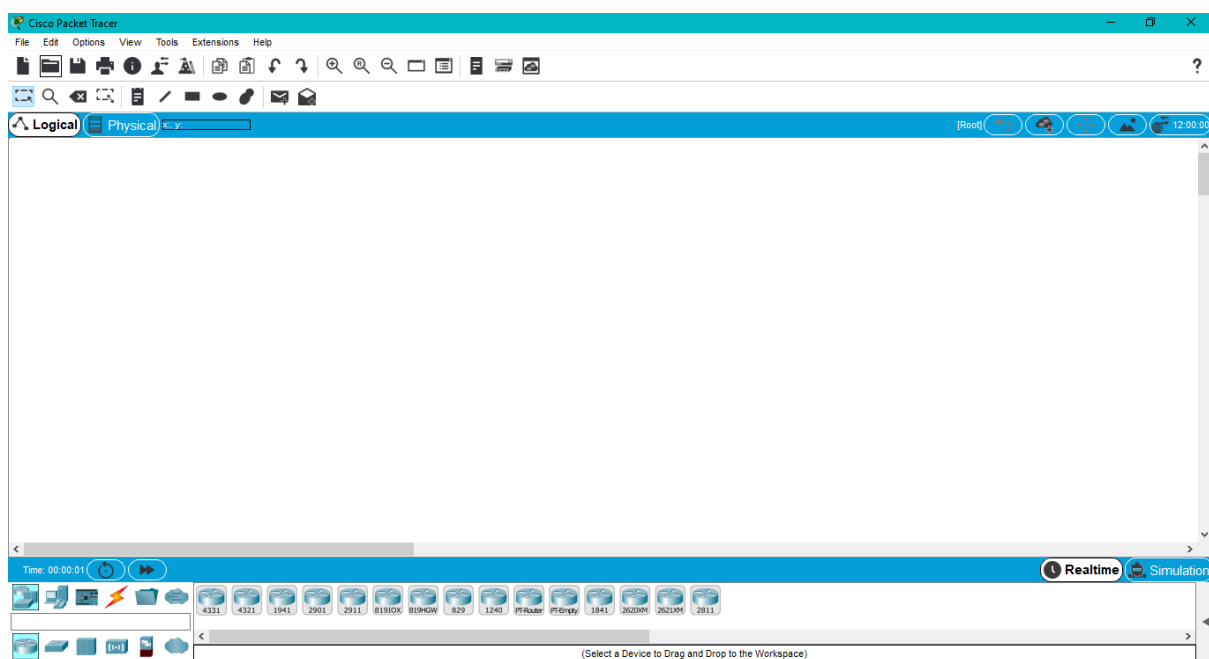 Cisco Packet Tracer
File Edit Options View Tools Extensions Help
?
Logical Physical x:, y: [Root] 12:00:00
Time: 00:00:01 Realtime Simulation
4331 4321 1941 2901 2911 819IOX 819HGW 829 1240 PT-Router PT-Empty 1841 2620XM 2621XM 2811
(Select a Device to Drag and Drop to the Workspace)